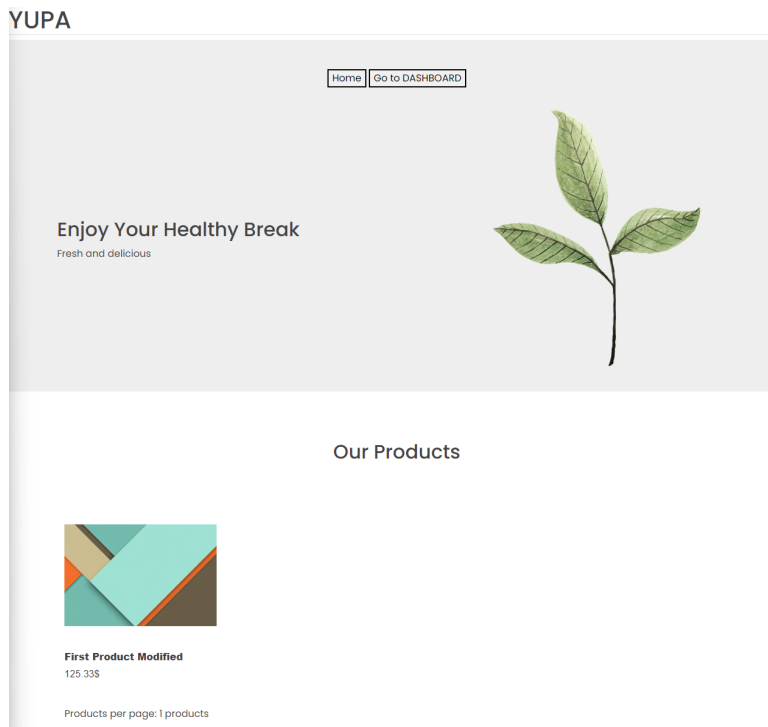 YUPA
Home Go to DASHBOARD
Enjoy Your Healthy Break
Fresh and delicious
Our Products
First Product Modified
125.33$
Products per page: 1 products